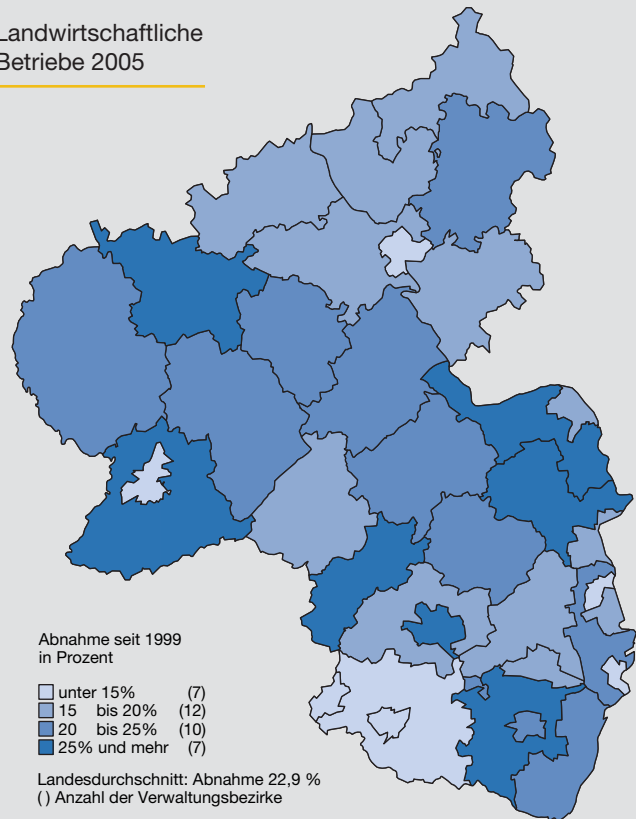 Landwirtschaftliche
Betriebe 2005
Abnahme seit 1999
in Prozent
unter 15% (7)
15 bis 20% (12)
20 bis 25% (10)
25% und mehr (7)
Landesdurchschnitt: Abnahme 22,9 %
( ) Anzahl der Verwaltungsbezirke